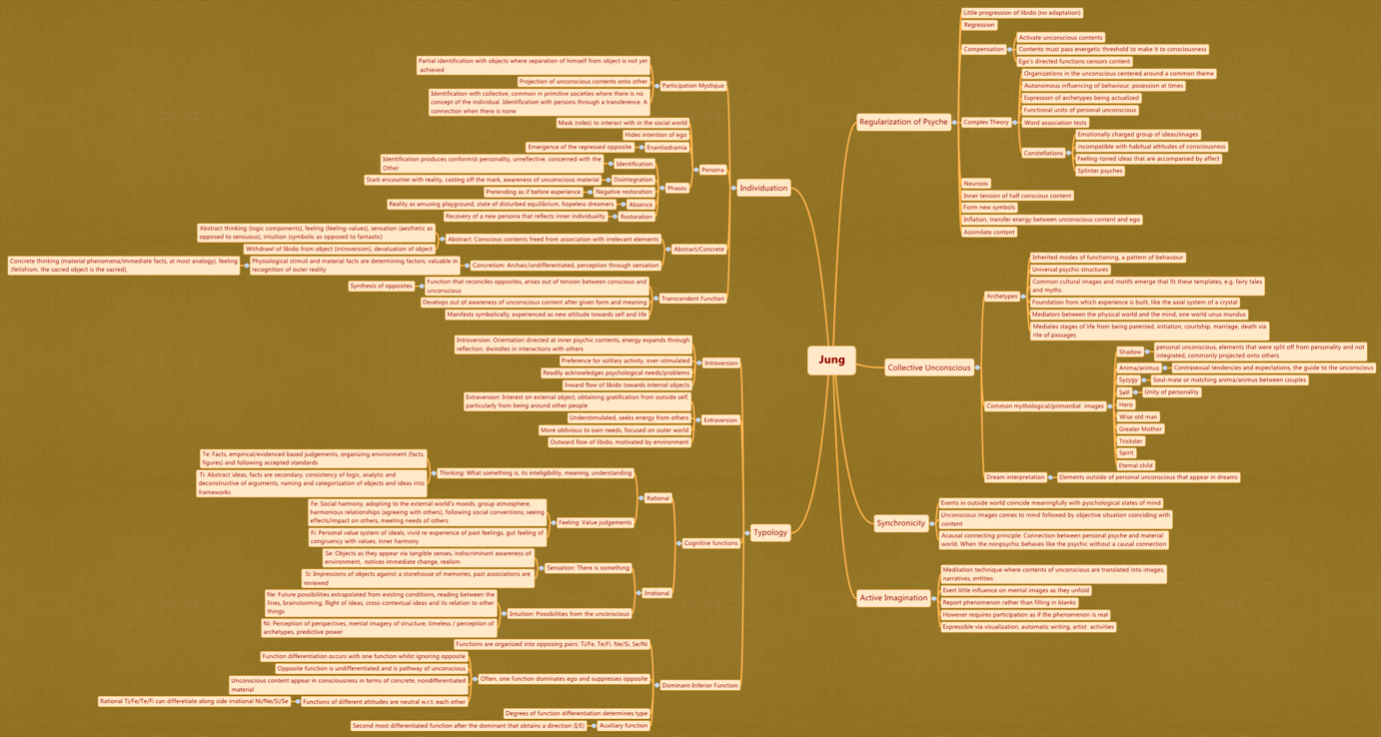 Jung
Regularization of Psyche
Little progression of libido (no adaptation)
Regression
Compensation
Activate unconscious contents
Contents must pass energetic threshold to make it to consciousness
Ego's directed functions censors content
Complex Theory
Organizations in the unconscious centered around a common theme
Autonomous influencing of behaviour, posession at times
Expression of archetypes being actualized
Functional units of personal unconscious
Word association tests
Constellations
Emotionally charged group of ideas/images
incompatible with habitual attitudes of consciousness
Feeling-toned ideas that are accompanied by affect
Splinter psyches
Neurosis
Inner tension of half conscious content
Form new symbols
Inflation, transfer energy between unconscious content and ego
Assimilate content
Collective Unconscious
Archetypes
Inherited modes of functioning, a pattern of behaviour
Universal psychic structures
Common cultural images and motifs emerge that fit these templates, e.g. fairy tales
and myths
Foundation from which experience is built, like the axial system of a crystal
Mediators between the physical world and the mind, one world unus mundus
Mediates stages of life from being parented, initiation, courtship, marriage, death via
rite of passages
Common mythological/primordial images
Shadow
personal unconscious, elements that were split off from personality and not
integrated, commonly projected onto others
Anima/animus
Contrasexual tendencies and expectations, the guide to the unconscious
Syzygy
Soul-mate or matching anima/animus between couples
Self
Unity of personality
Hero
Wise old man
Greater Mother
Trickster
Spirit
Eternal child
Dream interpretation
Elements outside of personal unconscious that appear in dreams
Synchronicity
Events in outside world coincide meaningfully with pyschological states of mind
Unconscious images comes to mind followed by objective situation coinciding with
content
Acausal connecting principle: Connection between personal psyche and material
world. When the nonpsychic behaves like the psychic without a causal connection
Active Imagination
Meditation technique where contents of unconscious are translated into images,
narratives, entities
Exert little influence on mental images as they unfold
Report phenomenon rather than filling in blanks
However requires participation as if the phenomenon is real
Expressible via visualization, automatic writing, artist activities
Individuation
Participation Mystique
Partial identification with objects where separation of himself from object is not yet
achieved
Projection of unconscious contents onto other
Identification with collective, common in primitive societies where there is no
concept of the individual. Identification with persons through a transference. A
connection when there is none
Persona
Mask (roles) to interact with in the social world
Hides intention of ego
Enantiodramia
Emergence of the repressed opposite
Phases
Identification
Identification produces conformist personality, unreflective, concerned with the
Other
Disintegration
Stark encounter with reality, casting off the mark, awareness of unconscious material
Negative restoration
Pretending as if before experience
Absence
Reality as amusing playground, state of disturbed equilibrium, hopeless dreamers
Restoration
Recovery of a new persona that reflects inner individuality
Abstract/Concrete
Abstract: Conscious contents freed from association with irrelevant elements
Abstract thinking (logic components), feeling (feeling-values), sensation (aesthetic as
opposed to sensuous), intuition (symbolic as opposed to fantastic)
Withdrawl of libido from object (introversion), devaluation of object
Concretism: Archaic/undifferentiated, perception through sensation
Physiological stimuli and material facts are determining factors, valuable in
recognition of outer reality
Concrete thinking (material phenomena/immediate facts, at most analogy), feeling
(fetishism, the sacred object is the sacred),
Transcendent Function
Function that reconciles opposites, arises out of tension between conscious and
unconscious
Synthesis of opposites
Develops out of awareness of unconscious content after given form and meaning
Manifests symbolically, experienced as new attitude towards self and life
Typology
Introversion
Introversion: Orientation directed at inner psychic contents, energy expands through
reflection, dwindles in interactions with others
Preference for solitary activity, over-stimulated
Readily acknowledges psychological needs/problems
Inward flow of libido towards internal objects
Extraversion
Extraversion: Interest on external object, obtaining gratification from outside self,
particularly from being around other people
Understimulated, seeks energy from others
More oblivious to own needs, focused on outer world
Outward flow of libido, motivated by environment
Cognitive functions
Rational
Thinking: What something is, its inteligibility, meaning, understanding
Te: Facts, empirical/evidenced based judgements, organizing environment (facts,
figures) and following accepted standards
Ti: Abstract ideas, facts are secondary, consistency of logic, analytic and
deconstructive of arguments, naming and categorization of objects and ideas into
frameworks
Feeling: Value judgements
Fe: Social harmony, adopting to the external world's moods, group atmosphere,
harmonious relationships (agreeing with others), following social conventions, seeing
effects/impact on others, meeting needs of others
Fi: Personal value system of ideals, vivid re-experience of past feelings, gut feeling of
congruency with values, inner harmony
Irrational
Sensation: There is something
Se: Objects as they appear via tangible senses, indiscriminant awareness of
environment, notices immediate change, realism
Si: Impressions of objects against a storehouse of memories, past associations are
reviewed
Intuition: Possibilities from the unconscious
Ne: Future possibilities extrapolated from existing conditions, reading between the
lines, brainstorming, flight of ideas, cross-contextual ideas and its relation to other
things
Ni: Perception of perspectives, mental imagery of structure, timeless / perception of
archetypes, predictive power
Dominant-Inferior Function
Functions are organized into opposing pairs: Ti/Fe, Te/Fi, Ne/Si, Se/Ni
Often, one function dominates ego and suppresses opposite
Function differentiation occurs with one function whilst ignoring opposite
Opposite function is undifferentiated and is pathway of unconscious
Unconscious content appear in consciousness in terms of concrete, nondifferentiated
material
Functions of different attitudes are neutral w.r.t. each other
Rational Ti/Fe/Te/Fi can differetiate along side irrational Ni/Ne/Si/Se
Degrees of function differentiation determines type
Auxiliary function
Second most differentiated function after the dominant that obtains a direction (I/E)